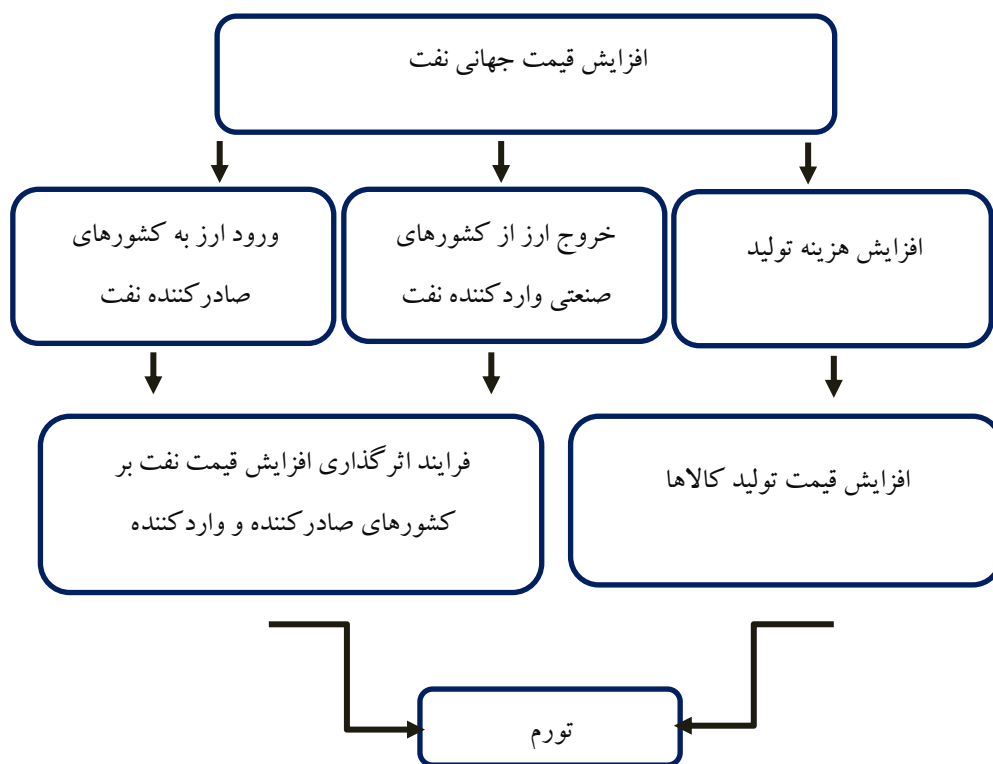 افزایش قیمت جهانی نفت
افزایش هزینه تولید
خروج ارز از کشورهای
صنعتی واردکننده نفت
ورود ارز به کشورهای
صادرکننده نفت
افزایش قیمت تولید کالاها
فرایند اثرگذاری افزایش قیمت نفت بر
کشورهای صادرکننده و واردکننده
تورم